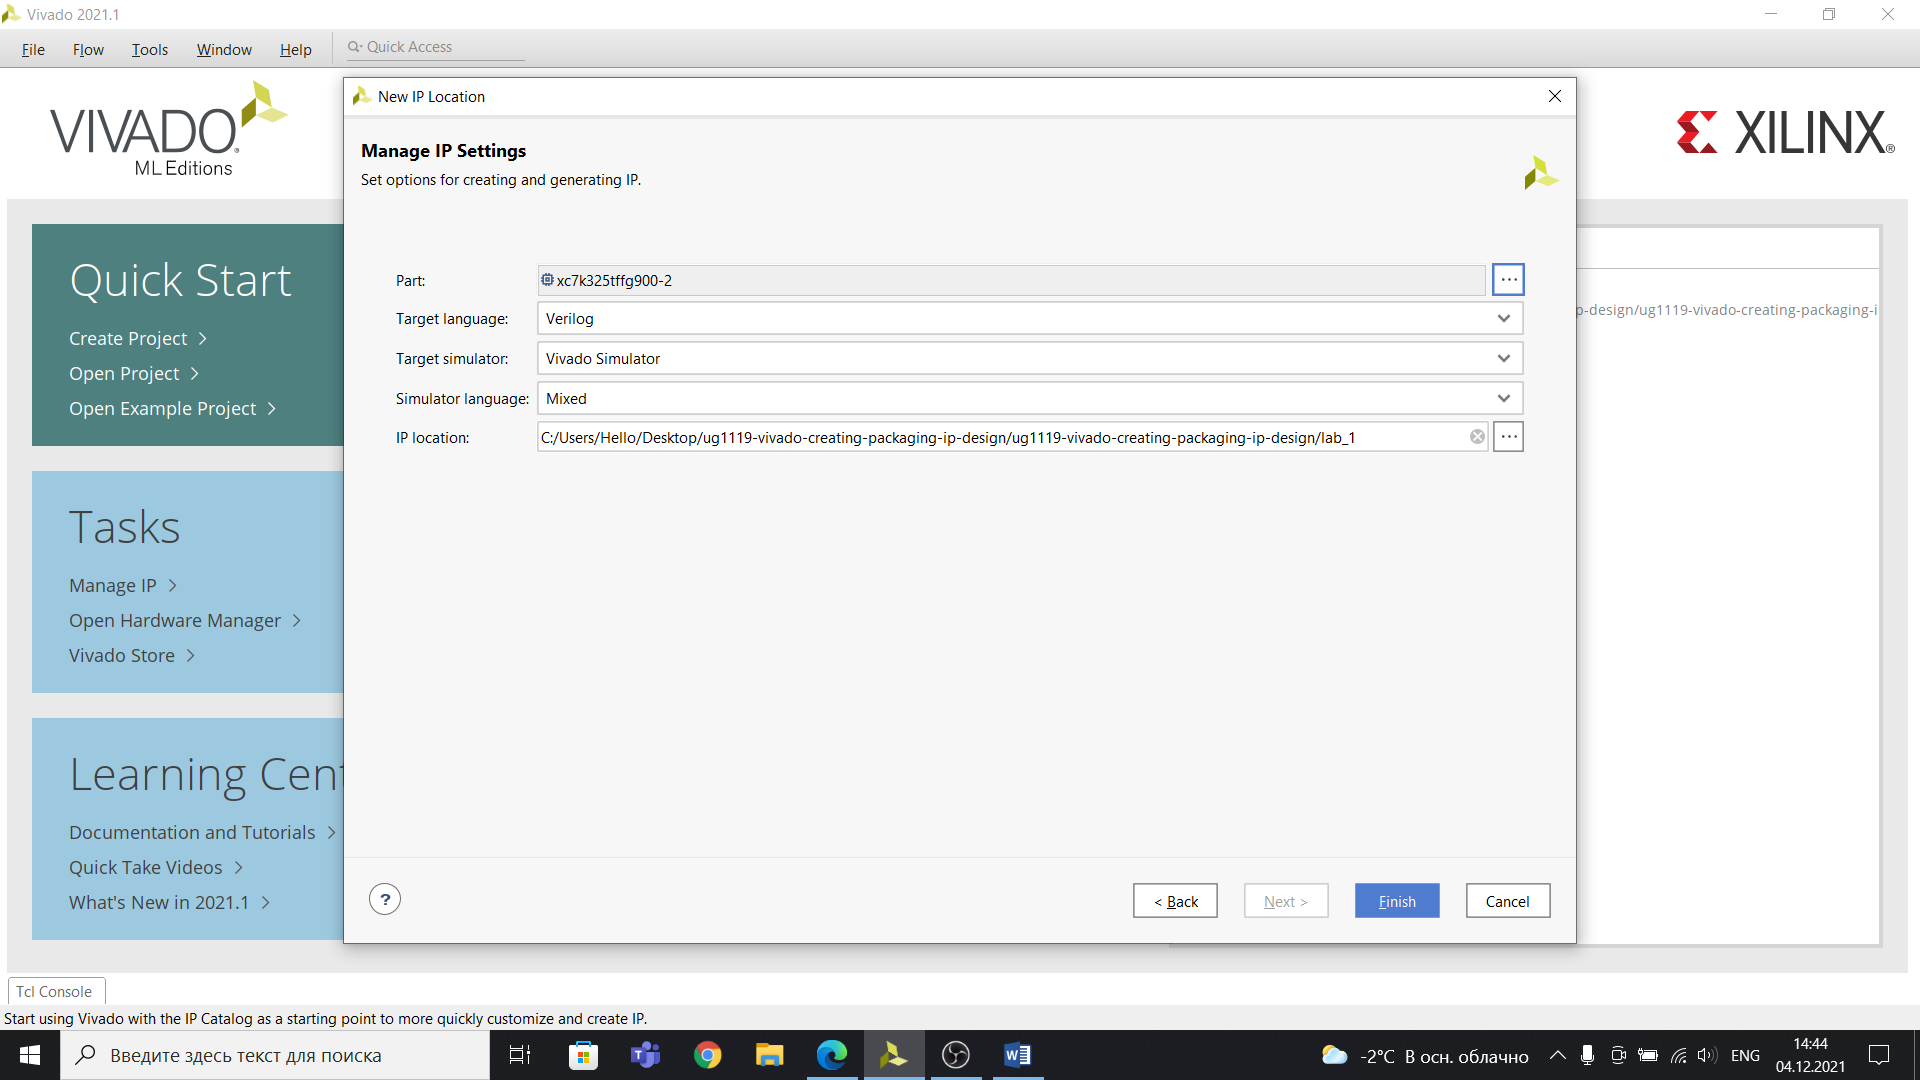 Vivado 2021.1
File Flow Tools Window Help Quick Access
VIVADO®
ML Editions
XILINX®
Quick Start
Create Project
Open Project
Open Example Project
Tasks
Manage IP
Open Hardware Manager
Vivado Store
Learning Cent
Documentation and Tutorials
Quick Take Videos
What's New in 2021.1
New IP Location
Manage IP Settings
Set options for creating and generating IP.
Part: xc7k325tffg900-2 ...
Target language: Verilog
Target simulator: Vivado Simulator
Simulator language: Mixed
IP location: C:/Users/Hello/Desktop/ug1119-vivado-creating-packaging-ip-design/ug1119-vivado-creating-packaging-ip-design/lab_1 ...
p-design/ug1119-vivado-creating-packaging-i
? < Back Next > Finish Cancel
Tcl Console
Start using Vivado with the IP Catalog as a starting point to more quickly customize and create IP.
Введите здесь текст для поиска
-2°C В осн. облачно
ENG
14:44
04.12.2021